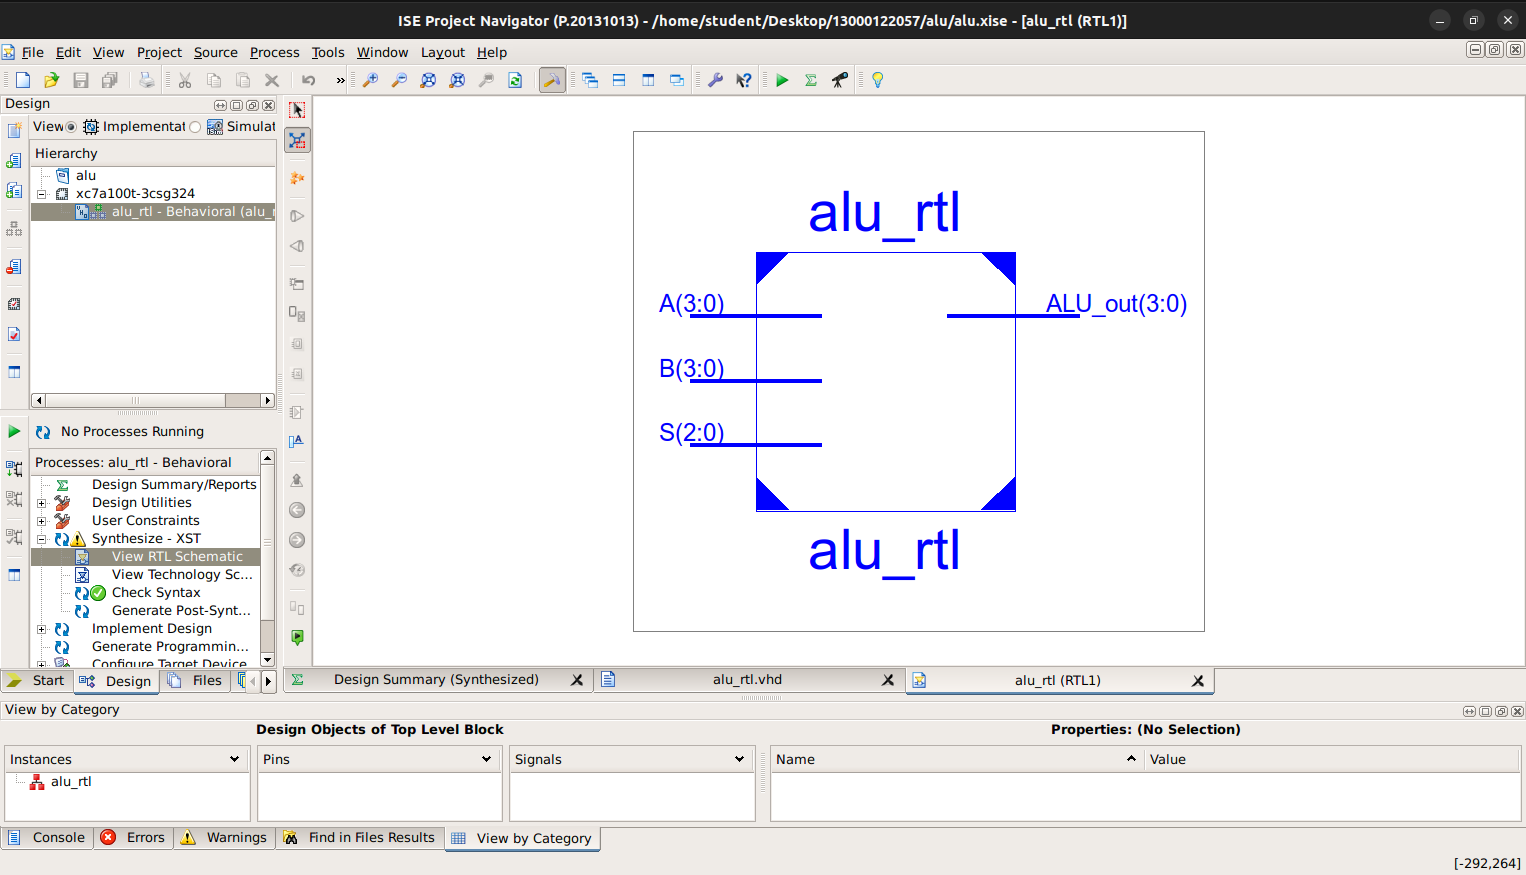 ISE Project Navigator (P.20131013) - /home/student/Desktop/13000122057/alu/alu.xise - [alu_rtl (RTL1)]
File Edit View Project Source Process Tools Window Layout Help
Design
View Implementat Simulat
Hierarchy
alu
xc7a100t-3csg324
alu_rtl - Behavioral (alu_r
No Processes Running
Processes: alu_rtl - Behavioral
Design Summary/Reports
Design Utilities
User Constraints
Synthesize - XST
View RTL Schematic
View Technology Sc...
Check Syntax
Generate Post-Synt...
Implement Design
Generate Programmin...
Configure Target Device
Start Design Files
alu_rtl
A(3:0)
ALU_out(3:0)
B(3:0)
S(2:0)
alu_rtl
Design Summary (Synthesized) alu_rtl.vhd alu_rtl (RTL1)
View by Category
Design Objects of Top Level Block
Properties: (No Selection)
Instances Pins Signals Name Value
alu_rtl
Console Errors Warnings Find in Files Results View by Category
[-292,264]